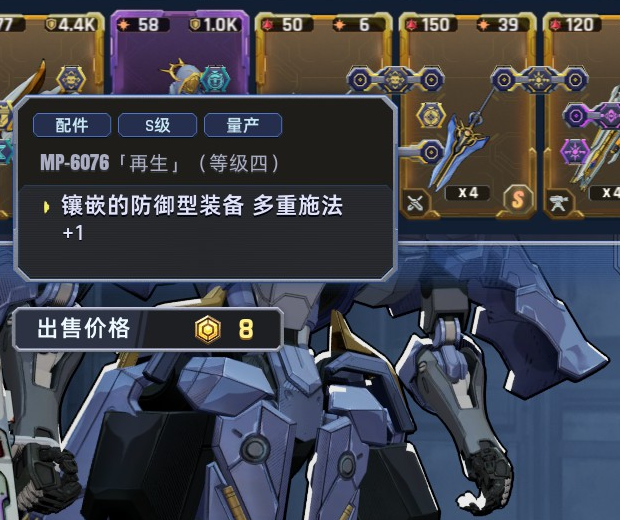 77 4.4K 58 1.0K 50 6 150 39 120
配件 S级 量产
MP-6076「再生」（等级四）
镶嵌的防御型装备 多重施法
+1
x4 S x4
出售价格 8